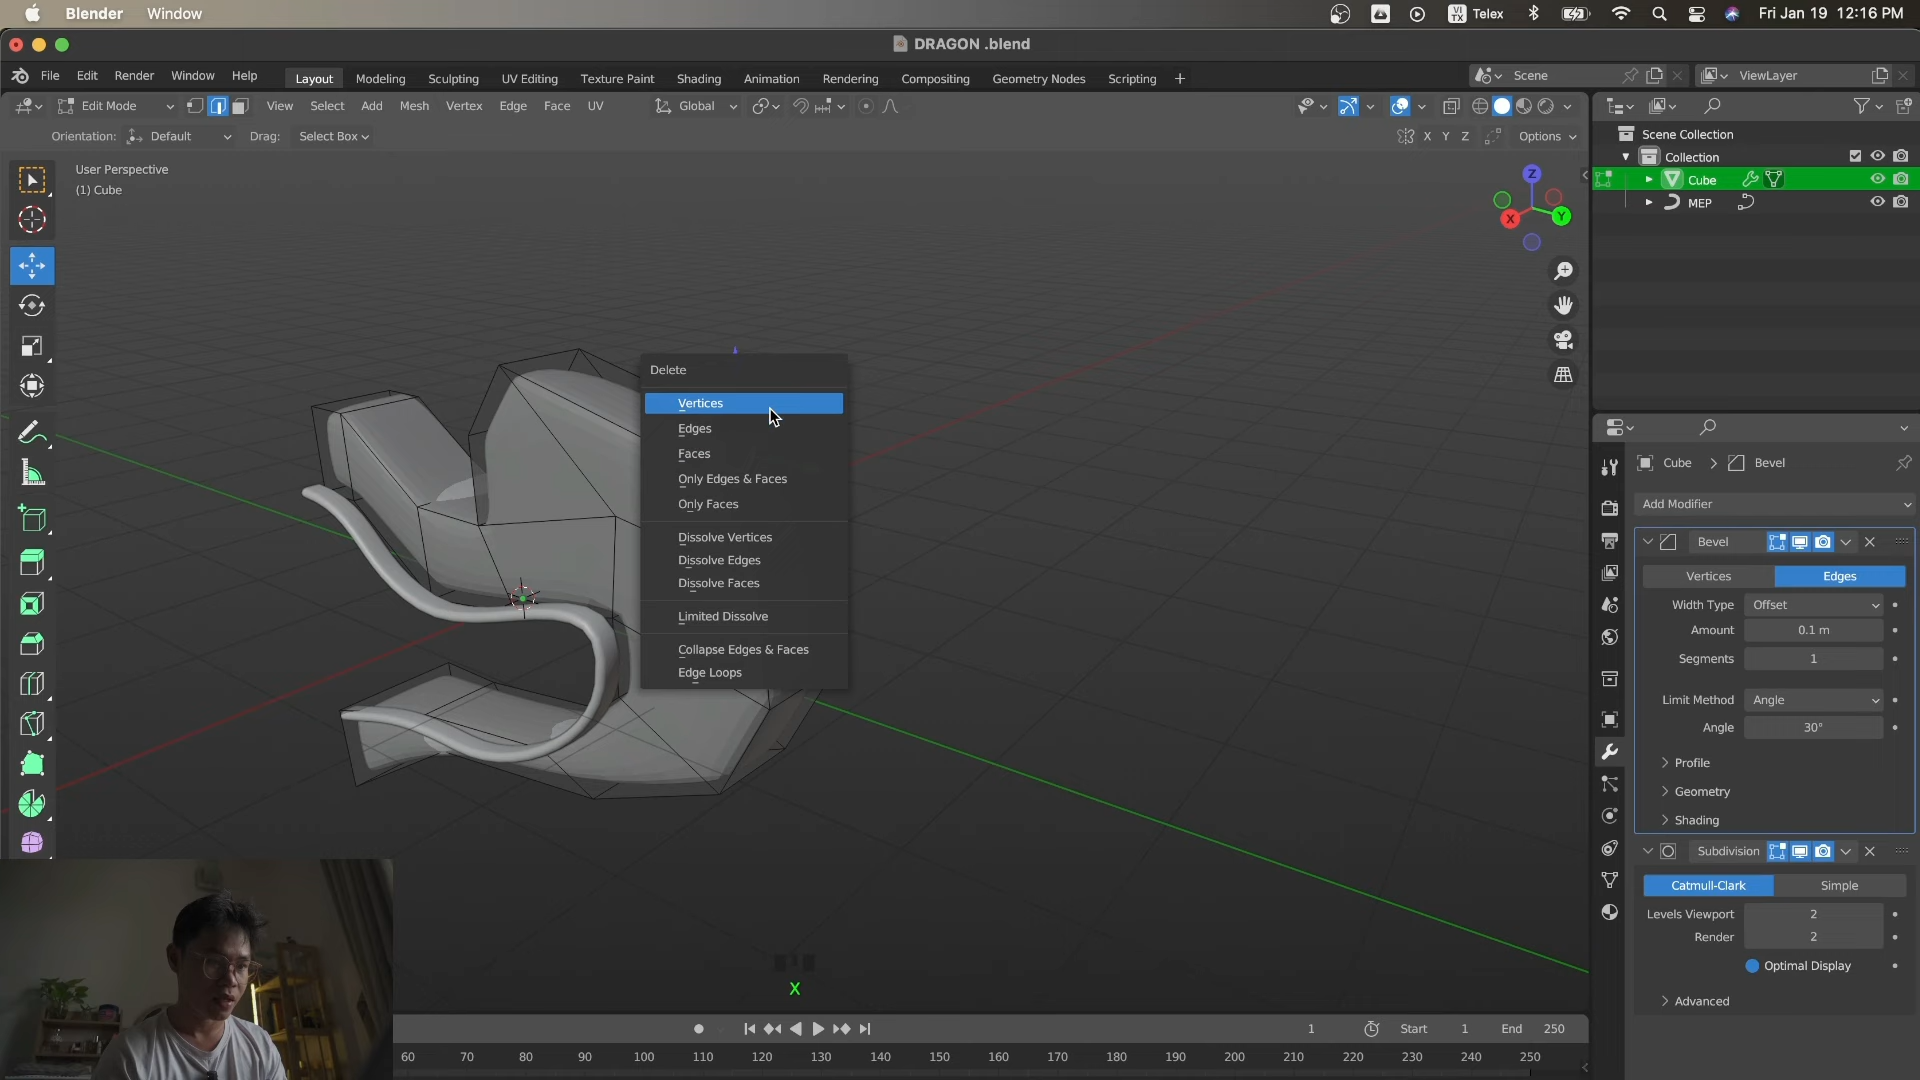 Blender Window
VI TX Telex Fri Jan 19 12:16 PM
DRAGON .blend
File Edit Render Window Help Layout Modeling Sculpting UV Editing Texture Paint Shading Animation Rendering Compositing Geometry Nodes Scripting + Scene ViewLayer
Edit Mode View Select Add Mesh Vertex Edge Face UV Global
Orientation: Default Drag: Select Box X Y Z Options
User Perspective
(1) Cube
Z
X
Y
Scene Collection
Collection
Cube
MEP
Delete
Vertices
Edges
Faces
Only Edges & Faces
Only Faces
Dissolve Vertices
Dissolve Edges
Dissolve Faces
Limited Dissolve
Collapse Edges & Faces
Edge Loops
X
Cube > Bevel
Add Modifier
Bevel
Vertices Edges
Width Type Offset
Amount 0.1 m
Segments 1
Limit Method Angle
Angle 30°
Profile
Geometry
Shading
Subdivision
Catmull-Clark Simple
Levels Viewport 2
Render 2
Optimal Display
Advanced
1 Start 1 End 250
60 70 80 90 100 110 120 130 140 150 160 170 180 190 200 210 220 230 240 250